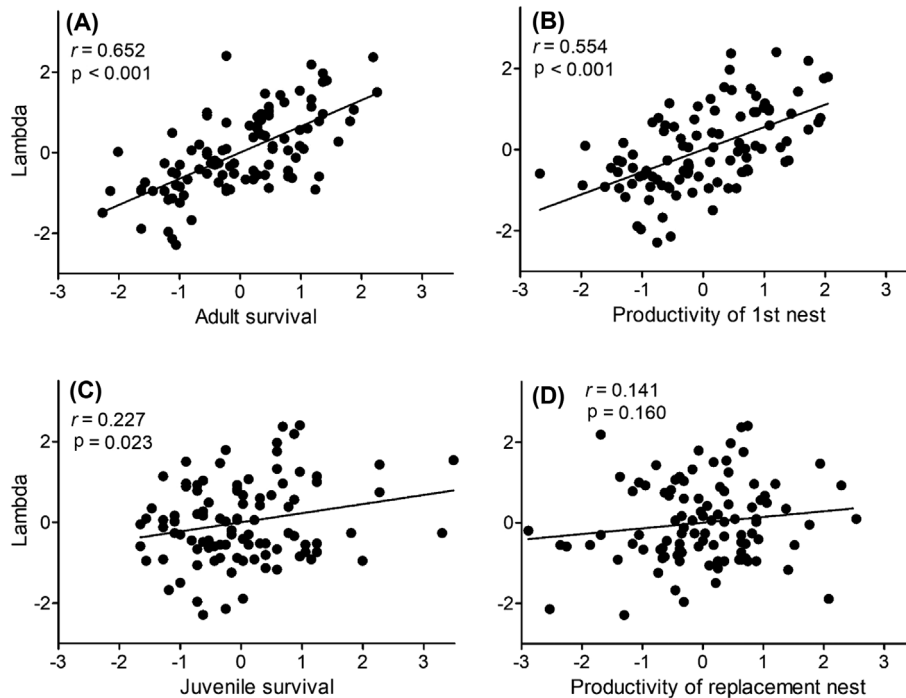 (A)
r = 0.652
p < 0.001
2
0
-2
Lambda
-3 -2 -1 0 1 2 3
Adult survival
(B)
r = 0.554
p < 0.001
2
0
-2
-3 -2 -1 0 1 2 3
Productivity of 1st nest
(C)
r = 0.227
p = 0.023
2
0
-2
Lambda
-3 -2 -1 0 1 2 3
Juvenile survival
(D)
r = 0.141
p = 0.160
2
0
-2
-3 -2 -1 0 1 2 3
Productivity of replacement nest